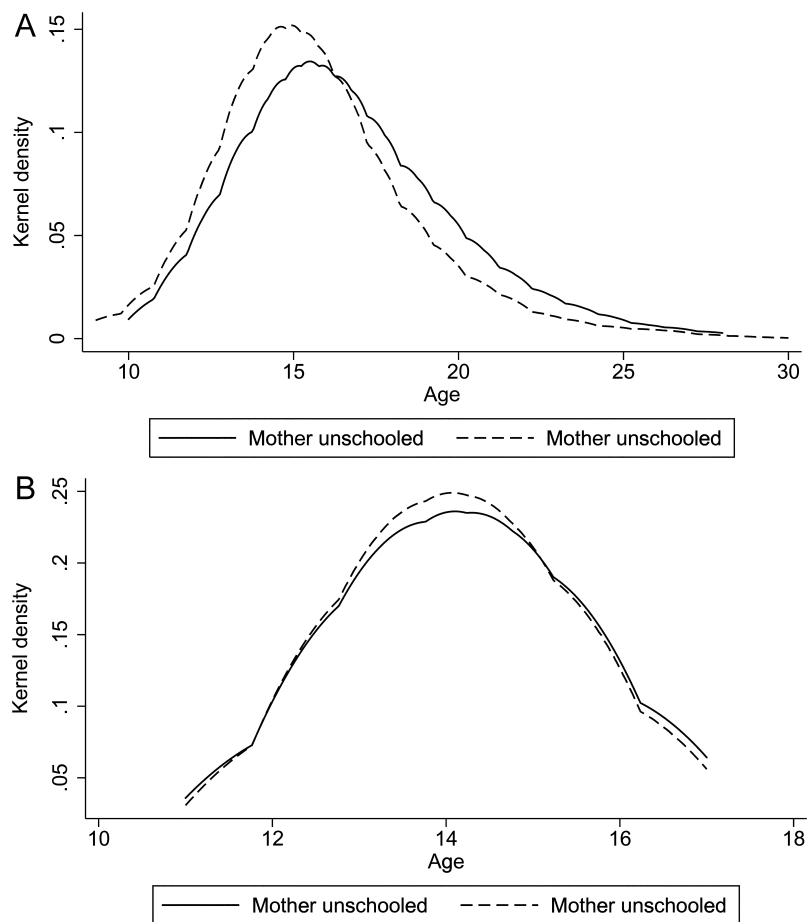 A
Kernel density
.15
.1
.05
0
10 15 20 25 30
Age
Mother unschooled Mother unschooled
B
Kernel density
.25
.2
.15
.1
.05
10 12 14 16 18
Age
Mother unschooled Mother unschooled